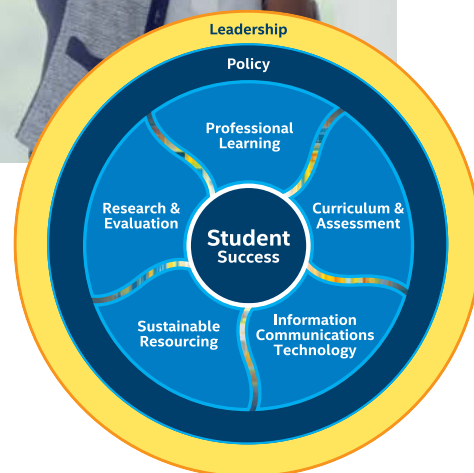 Leadership
Policy
Professional
Learning
Research &
Evaluation
Curriculum &
Assessment
Student
Success
Sustainable
Resourcing
Information
Communications
Technology